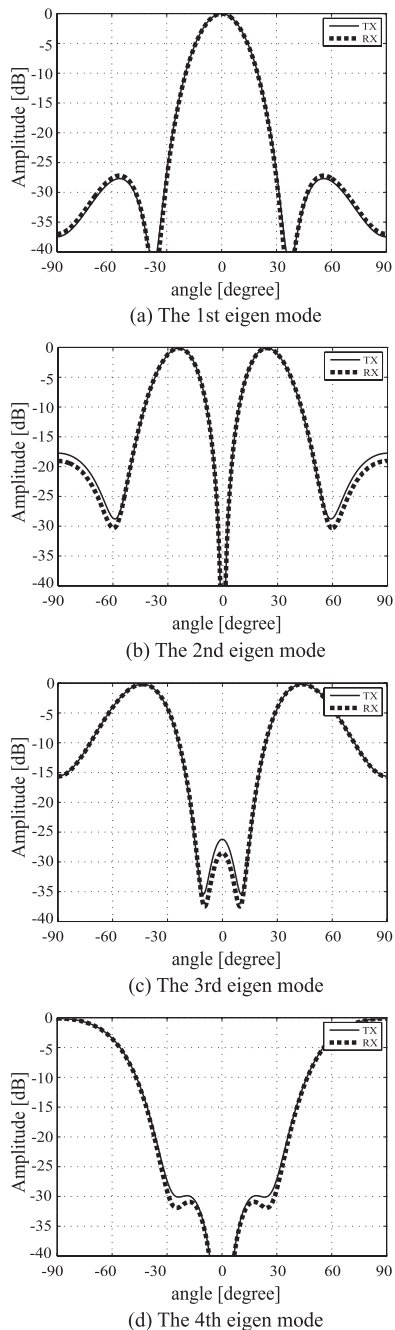 0
-5
-10
-15
-20
-25
-30
-35
-40
Amplitude [dB]
TX
RX
-90 -60 -30 0 30 60 90
angle [degree]
(a) The 1st eigen mode
0
-5
-10
-15
-20
-25
-30
-35
-40
Amplitude [dB]
TX
RX
-90 -60 -30 0 30 60 90
angle [degree]
(b) The 2nd eigen mode
0
-5
-10
-15
-20
-25
-30
-35
-40
Amplitude [dB]
TX
RX
-90 -60 -30 0 30 60 90
angle [degree]
(c) The 3rd eigen mode
0
-5
-10
-15
-20
-25
-30
-35
-40
Amplitude [dB]
TX
RX
-90 -60 -30 0 30 60 90
angle [degree]
(d) The 4th eigen mode